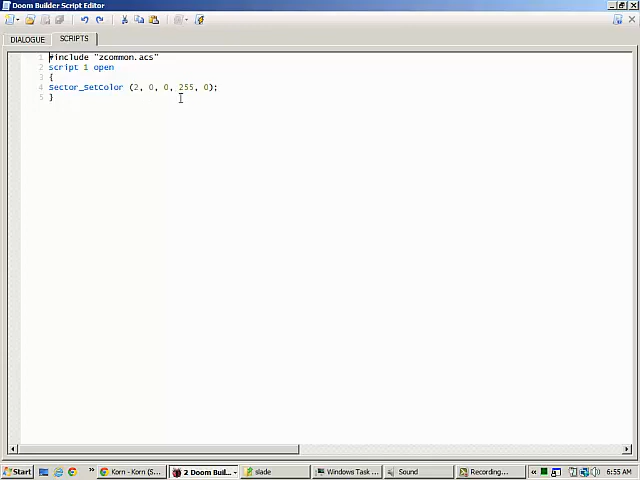 Doom Builder Script Editor
DIALOGUE SCRIPTS
1 #include "zcommon.acs"
2 script 1 open
3 {
4 Sector_SetColor (2, 0, 0, 255, 0);
5 }
Start » Korn - Korn (S... 2 Doom Buil... slade Windows Task ... Sound Recording... « 6:55 AM